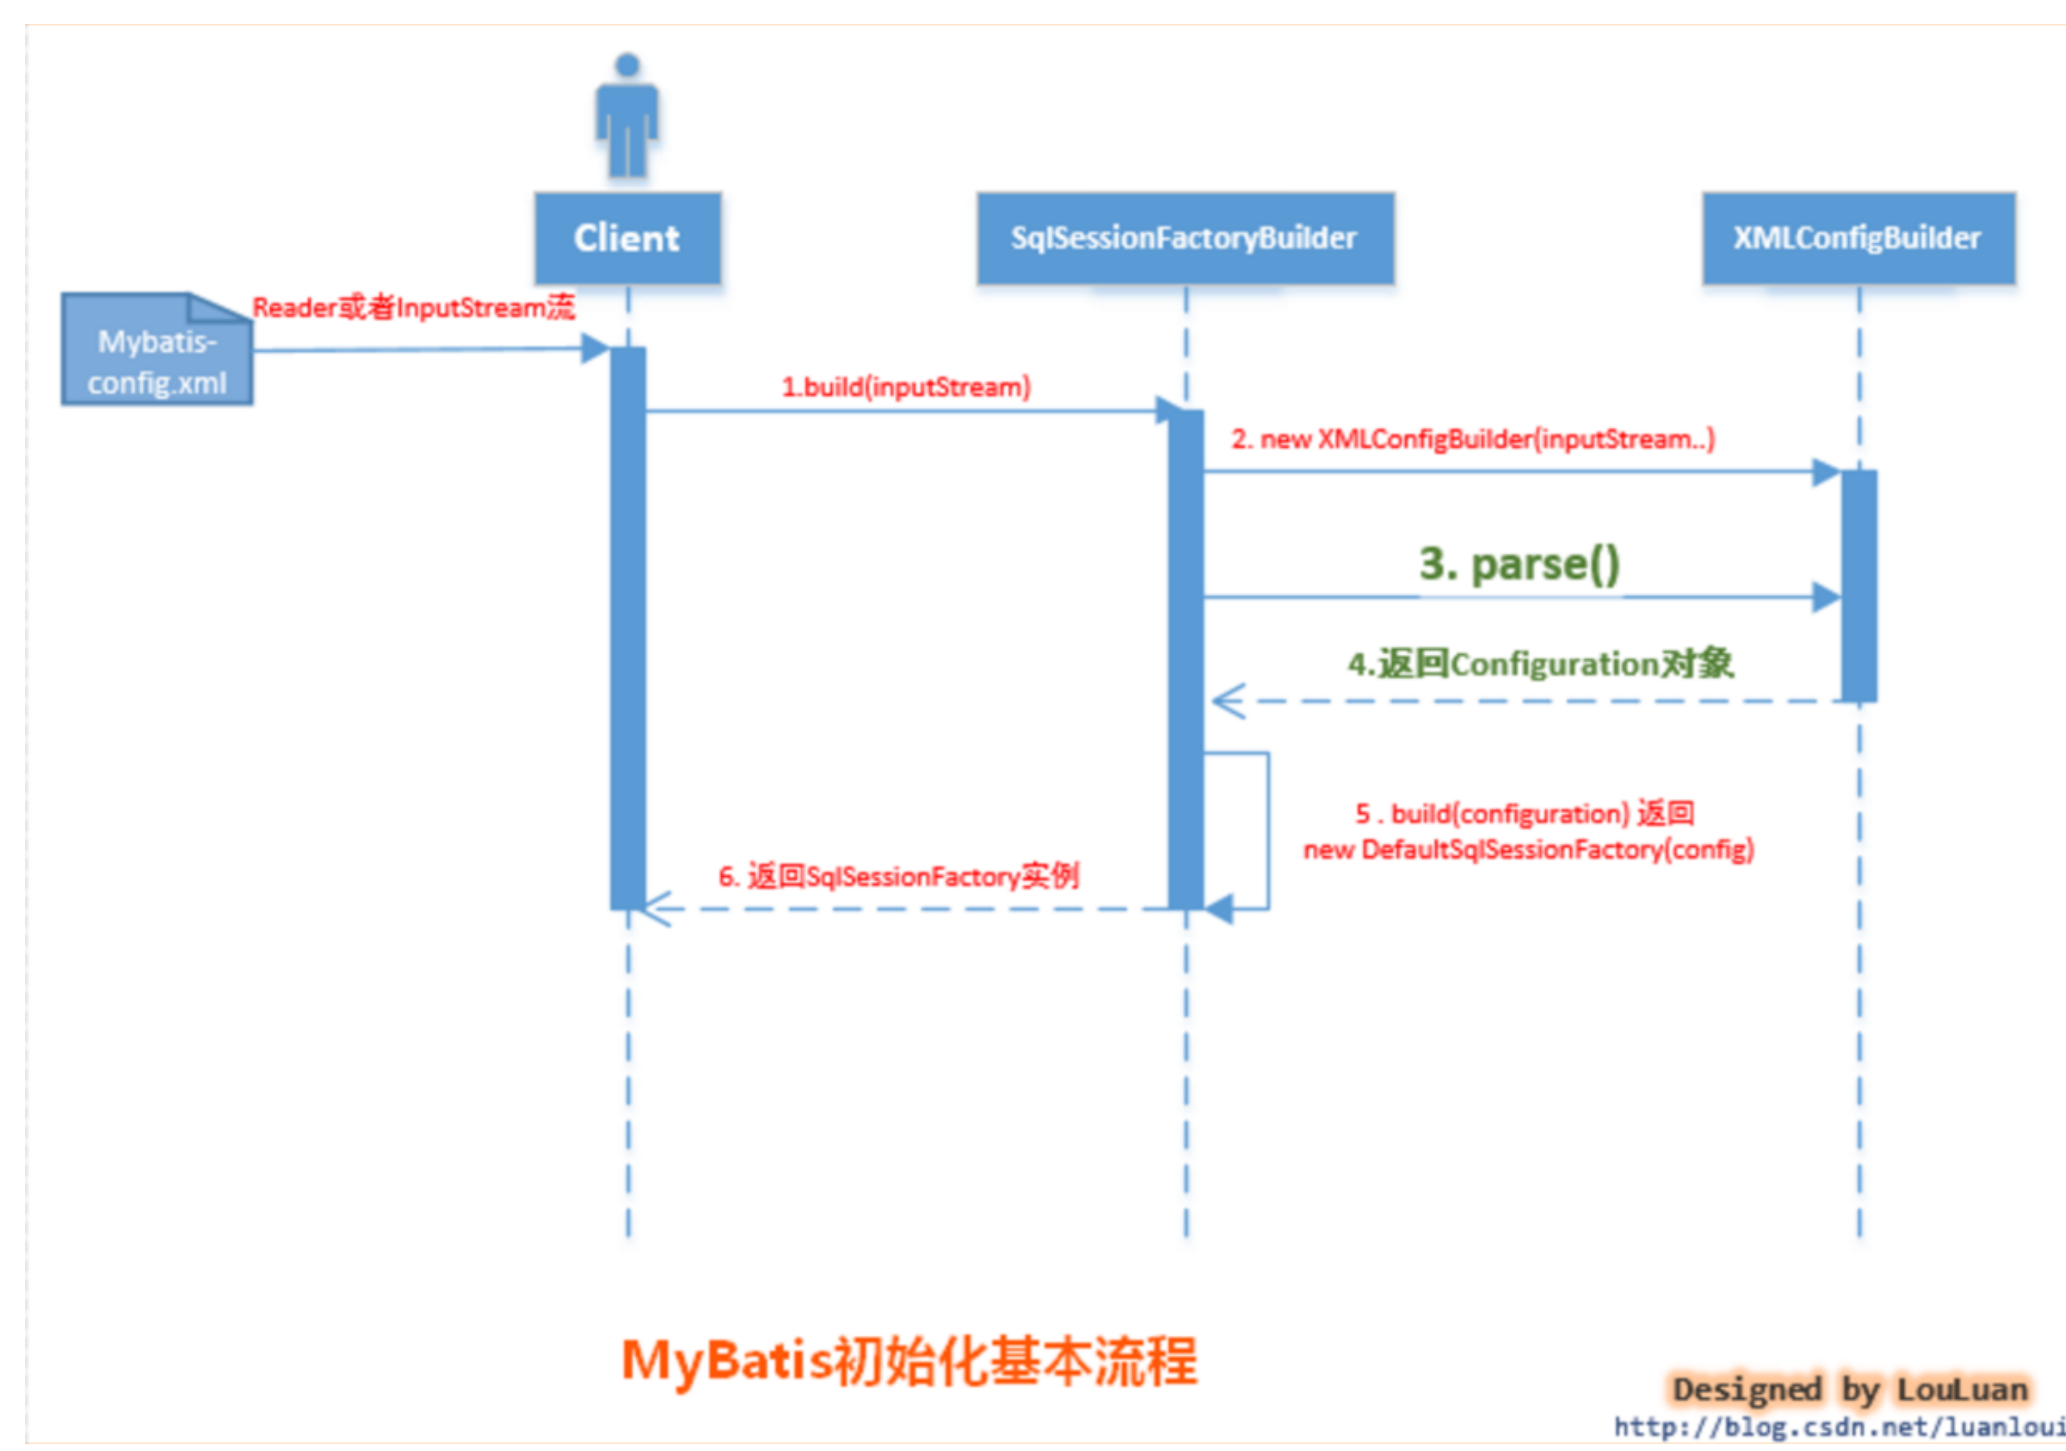 Client
SqlSessionFactoryBuilder
XMLConfigBuilder
Reader或者InputStream流
Mybatis-
config.xml
1.build(inputStream)
2. new XMLConfigBuilder(inputStream..)
3. parse()
4.返回Configuration对象
5 . build(configuration) 返回
new DefaultSqlSessionFactory(config)
6. 返回SqlSessionFactory实例
MyBatis初始化基本流程
Designed by LouLuan
http://blog.csdn.net/luanloui